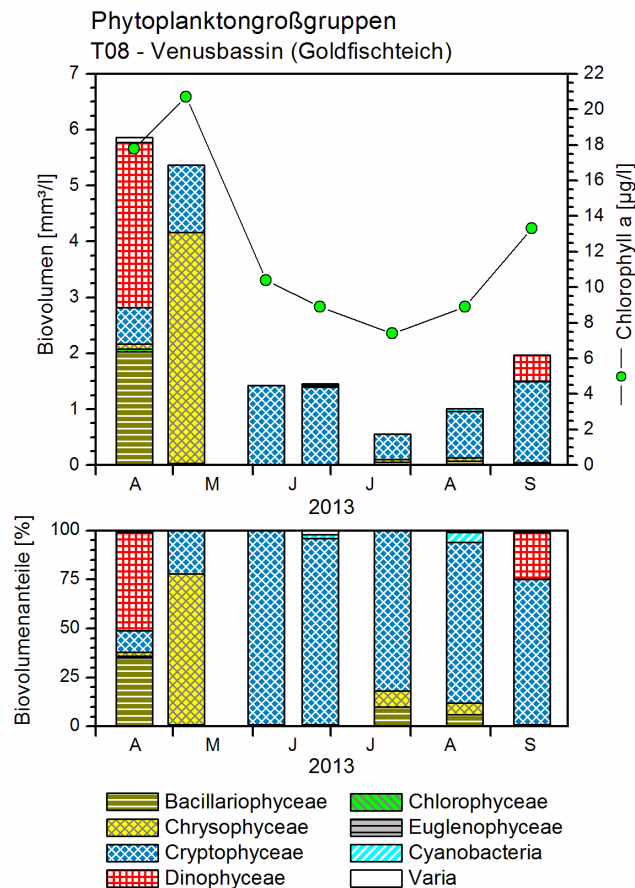 Phytoplanktongroßgruppen
T08 - Venusbassin (Goldfischteich)
Biovolumen [mm³/l]
7
6
5
4
3
2
1
0
22
20
18
16
14
12
10
8
6
4
2
0
Chlorophyll a [µg/l]
A M J J A S
2013
Biovolumenanteile [%]
100
75
50
25
0
A M J J A S
2013
Bacillariophyceae Chlorophyceae
Chrysophyceae Euglenophyceae
Cryptophyceae Cyanobacteria
Dinophyceae Varia